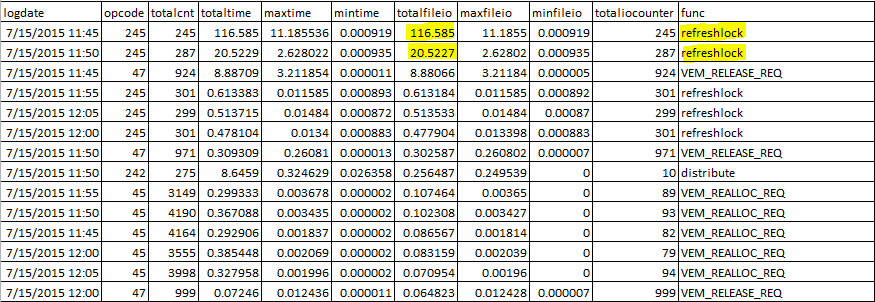 logdate opcode totalcnt totaltime maxtime mintime totalfileio maxfileio minfileio totaliocounter func
7/15/2015 11:45 245 245 116.585 11.185536 0.000919 116.585 11.1855 0.000919 245 refreshlock
7/15/2015 11:50 245 287 20.5229 2.628022 0.000935 20.5227 2.62802 0.000935 287 refreshlock
7/15/2015 11:45 47 924 8.88709 3.211854 0.000011 8.88066 3.21184 0.000005 924 VEM_RELEASE_REQ
7/15/2015 11:55 245 301 0.613383 0.011585 0.000893 0.613184 0.011585 0.000892 301 refreshlock
7/15/2015 12:05 245 299 0.513715 0.01484 0.000872 0.513533 0.01484 0.00087 299 refreshlock
7/15/2015 12:00 245 301 0.478104 0.0134 0.000883 0.477904 0.013398 0.000883 301 refreshlock
7/15/2015 11:50 47 971 0.309309 0.26081 0.000013 0.302587 0.260802 0.000007 971 VEM_RELEASE_REQ
7/15/2015 11:50 242 275 8.6459 0.324629 0.026358 0.256487 0.249539 0 10 distribute
7/15/2015 11:55 45 3149 0.299333 0.003678 0.000002 0.107464 0.00365 0 89 VEM_REALLOC_REQ
7/15/2015 11:50 45 4190 0.367088 0.003435 0.000002 0.102308 0.003427 0 93 VEM_REALLOC_REQ
7/15/2015 11:45 45 4164 0.292906 0.001837 0.000002 0.086567 0.001814 0 82 VEM_REALLOC_REQ
7/15/2015 12:00 45 3555 0.385448 0.002069 0.000002 0.083159 0.002039 0 79 VEM_REALLOC_REQ
7/15/2015 12:05 45 3998 0.327958 0.001996 0.000002 0.070954 0.00196 0 94 VEM_REALLOC_REQ
7/15/2015 12:00 47 999 0.07246 0.012436 0.000011 0.064823 0.012428 0.000007 999 VEM_RELEASE_REQ